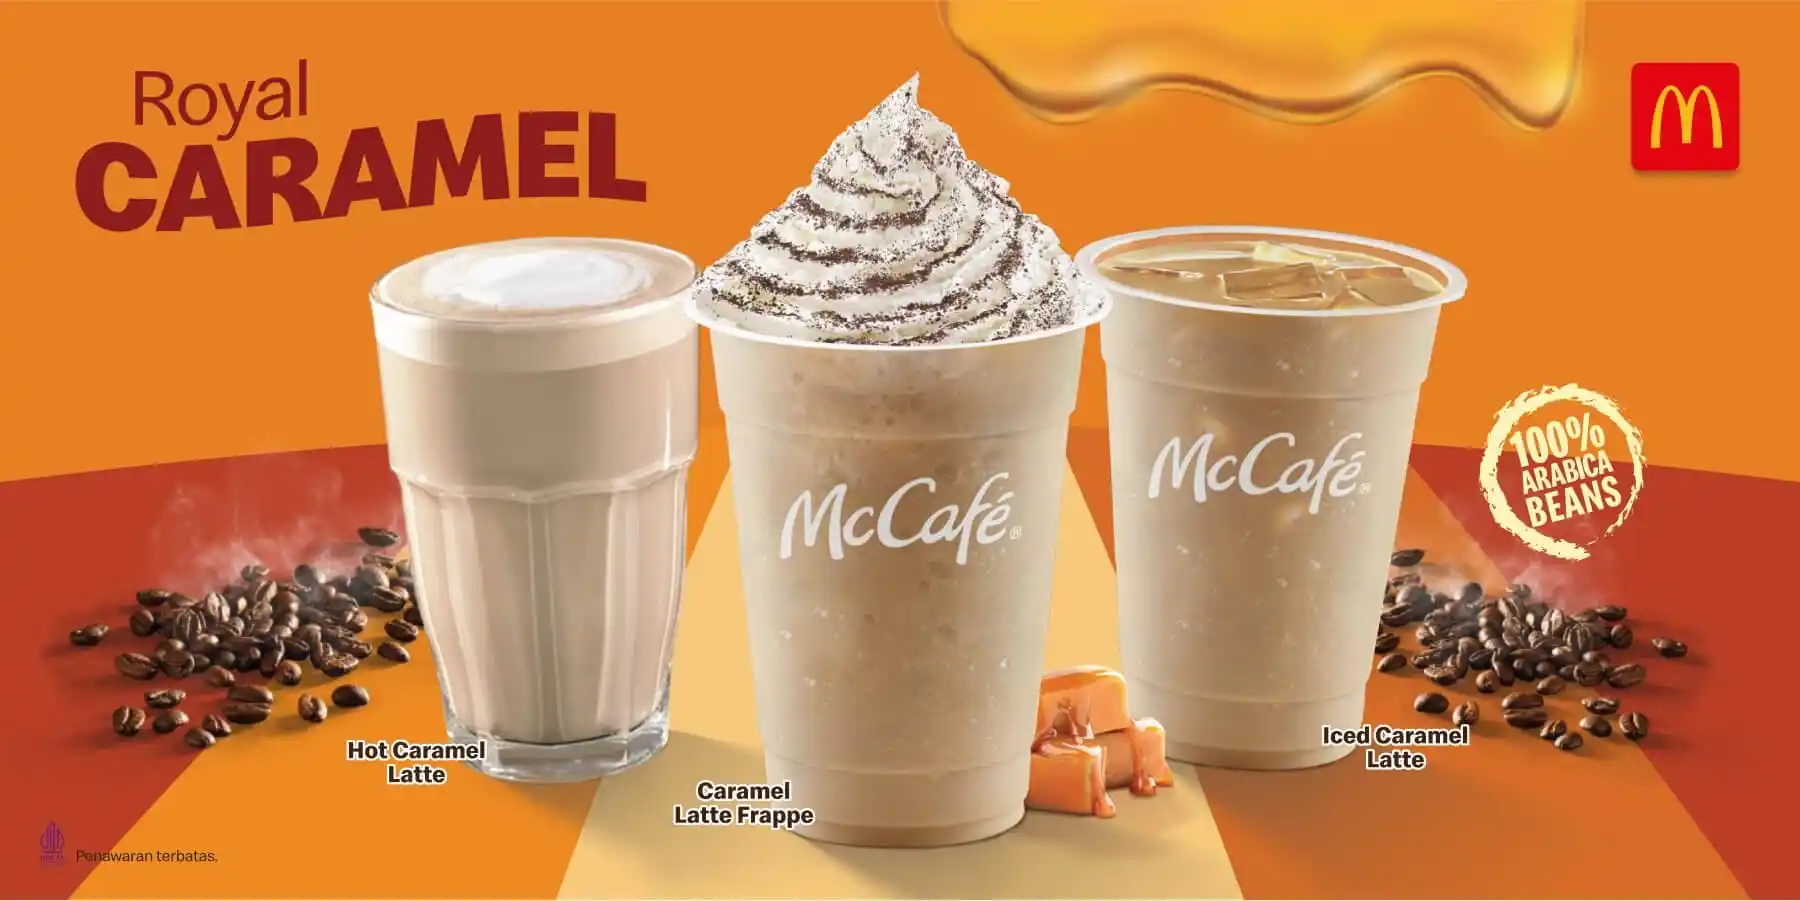 Royal
CARAMEL
McCafé®
McCafé®
100%
ARABICA
BEANS
Hot Caramel
Latte
Caramel
Latte Frappe
Iced Caramel
Latte
Penawaran terbatas.